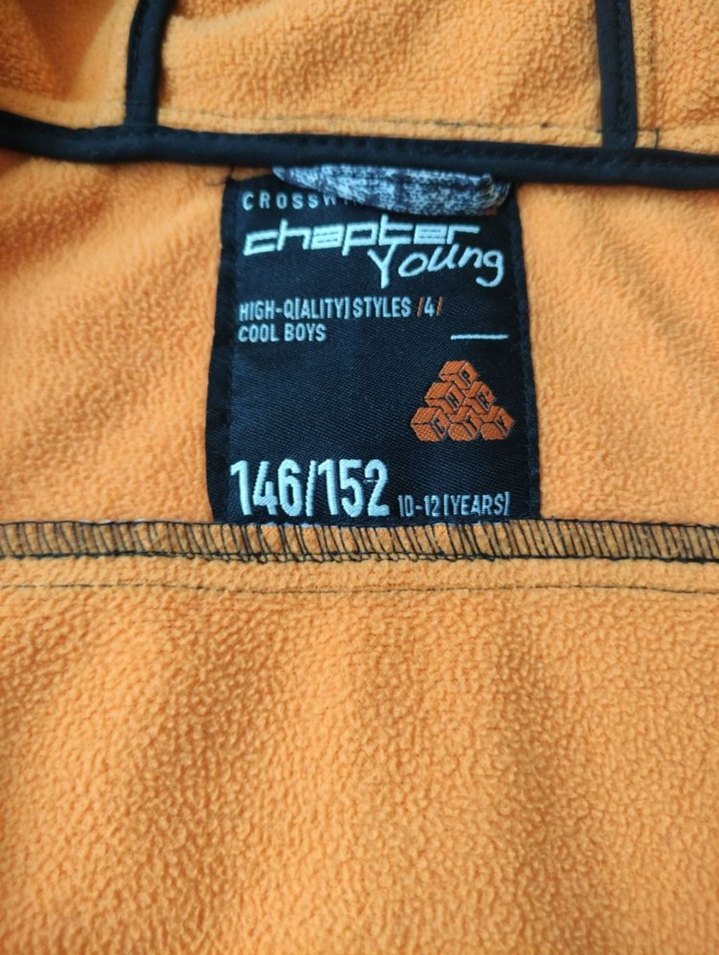 chapter
Young
HIGH-Q[ALITY] STYLES /4/
COOL BOYS
C H P T R Y
146/152 10-12 [YEARS]